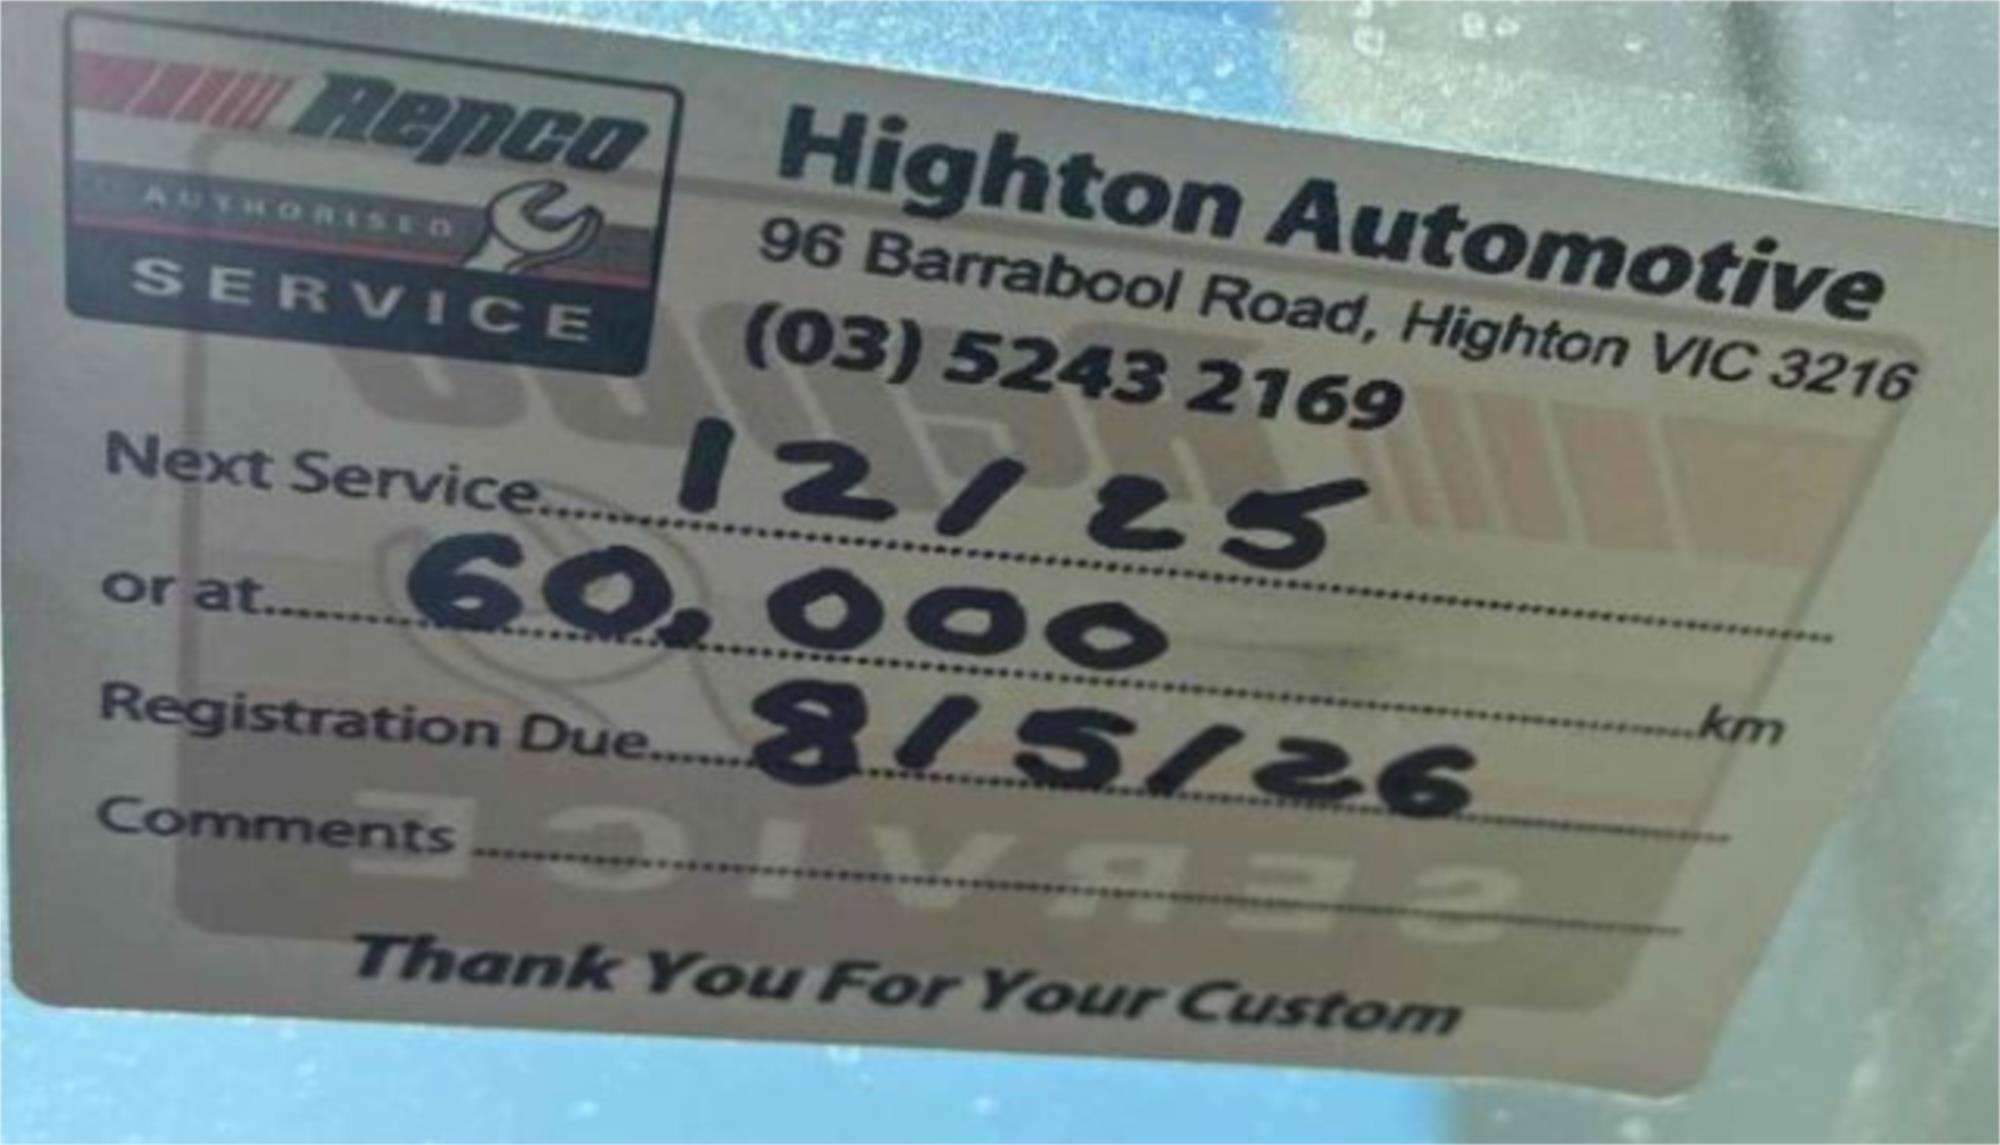 Repco
AUTHORISED
SERVICE
Highton Automotive
96 Barrabool Road, Highton VIC 3216
(03) 5243 2169
Next Service 12/25
or at 60,000 km
Registration Due 8/5/26
Comments
SERVICE
Thank You For Your Custom